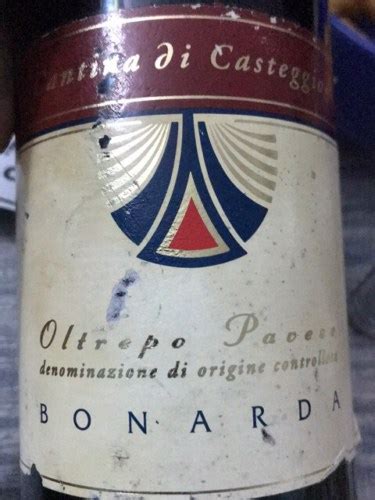 Cantina di Casteggio
Oltrepo Pavese
denominazione di origine controllata
BONARDA